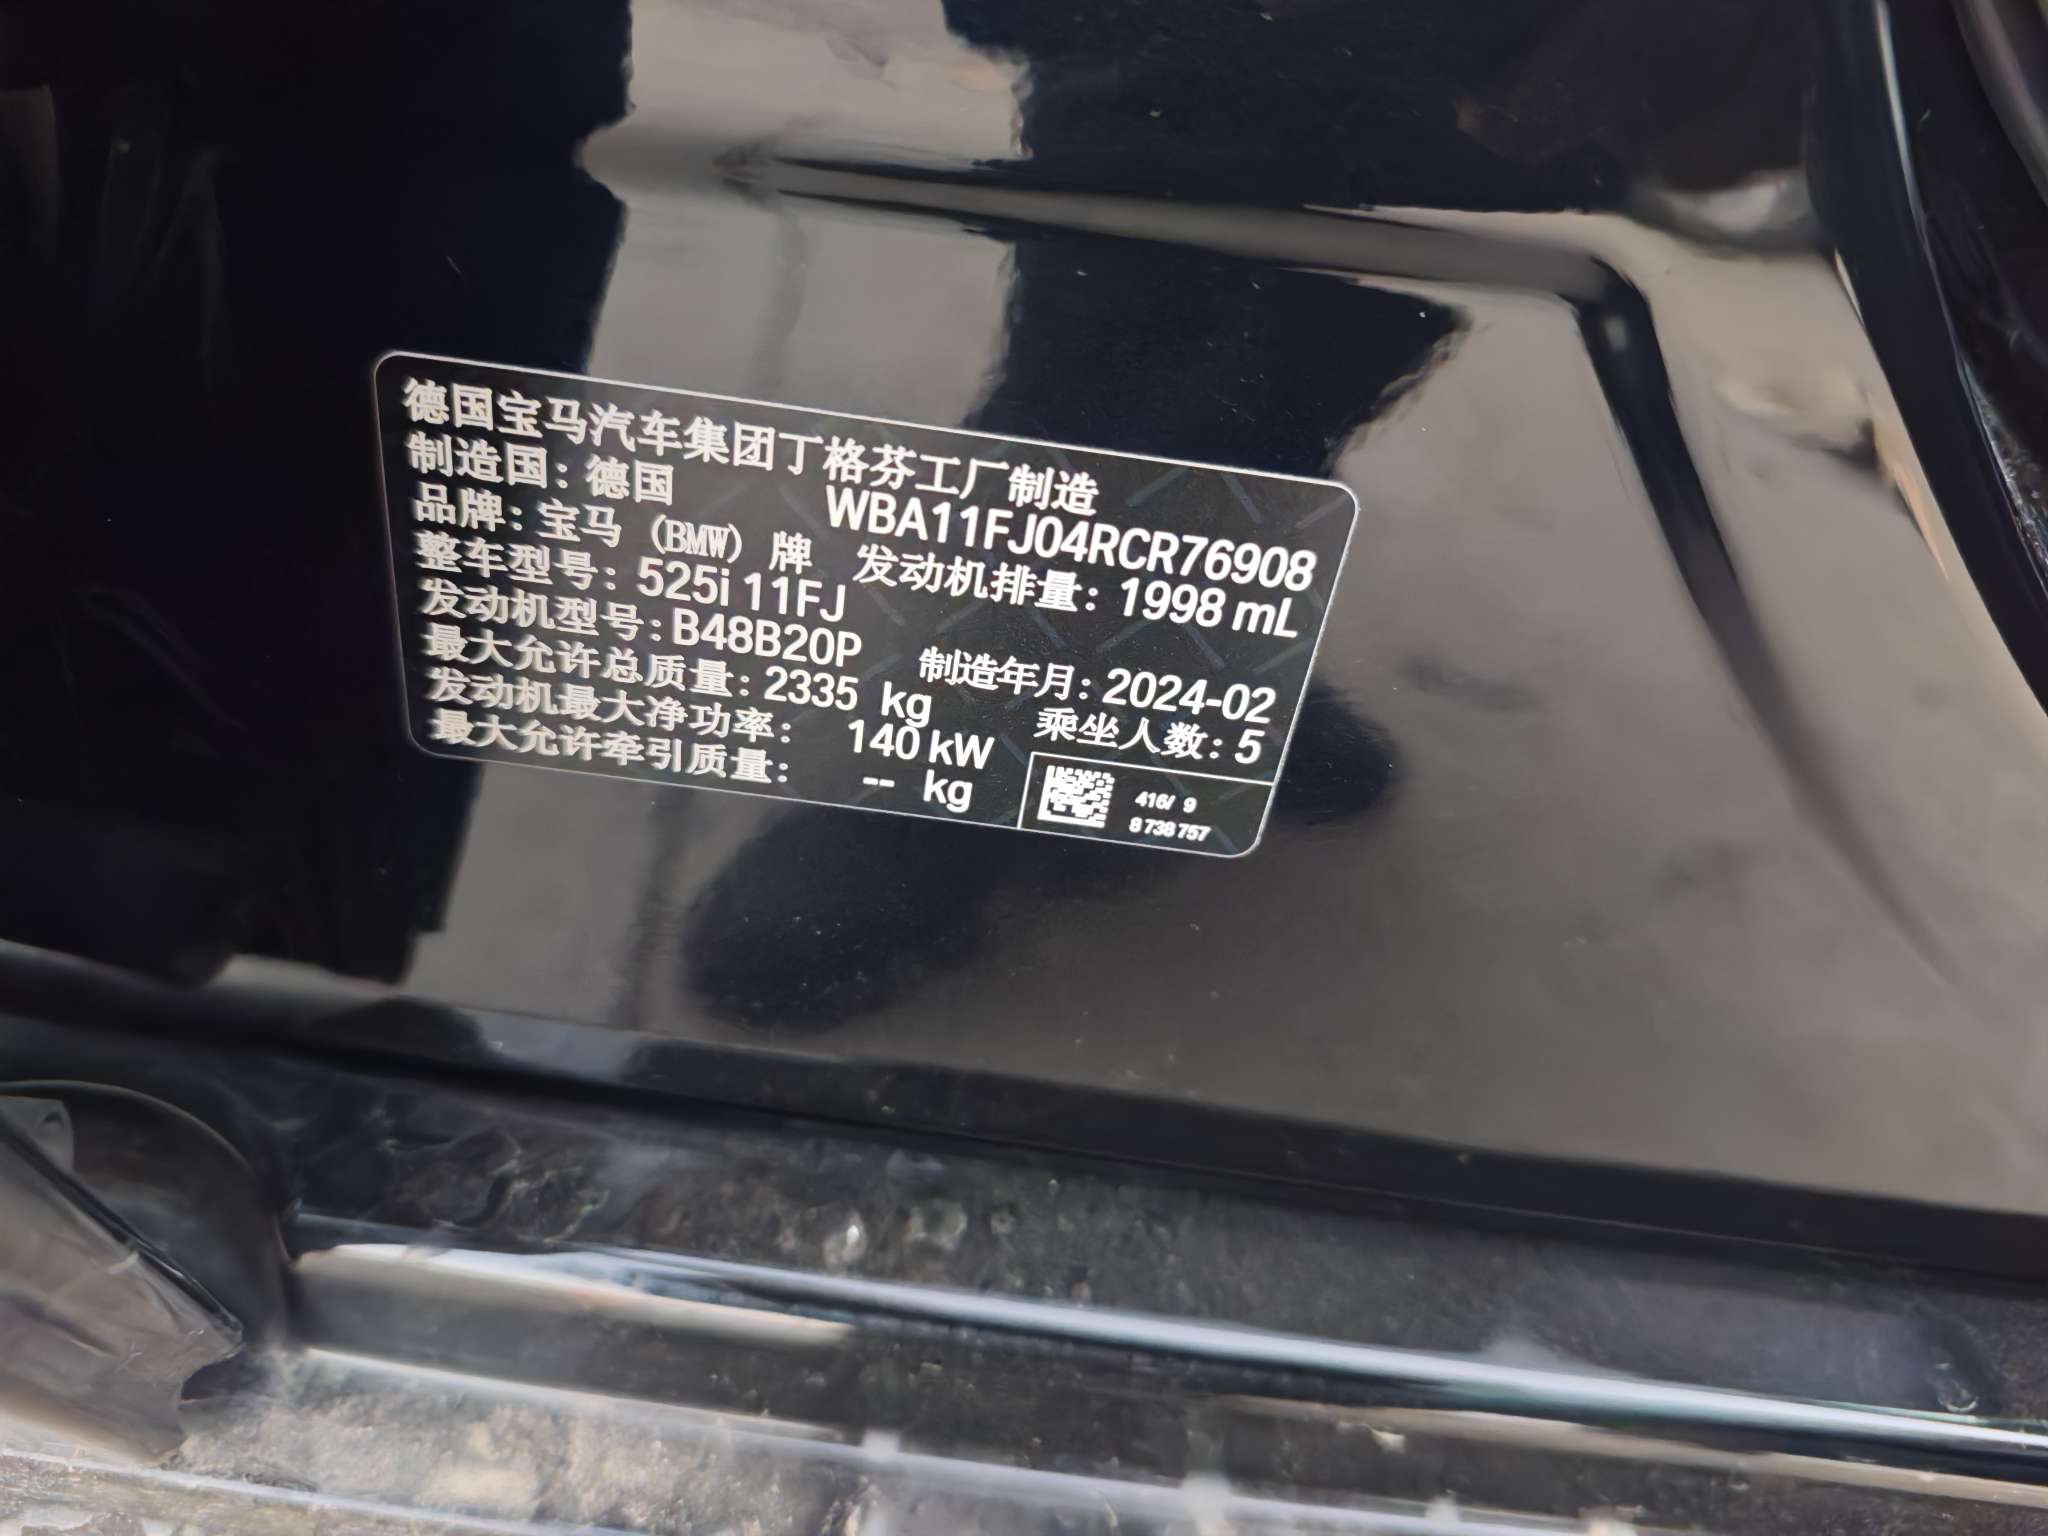 德国宝马汽车集团丁格芬工厂制造
制造国：德国 WBA11FJ04RCR76908
品牌：宝马 (BMW) 牌 发动机排量：1998 mL
整车型号：525i 11FJ
发动机型号：B48B20P 制造年月：2024-02
最大允许总质量：2335 kg 乘坐人数：5
发动机最大净功率： 140 kW
最大允许牵引质量： -- kg
416/ 9
8 738 757